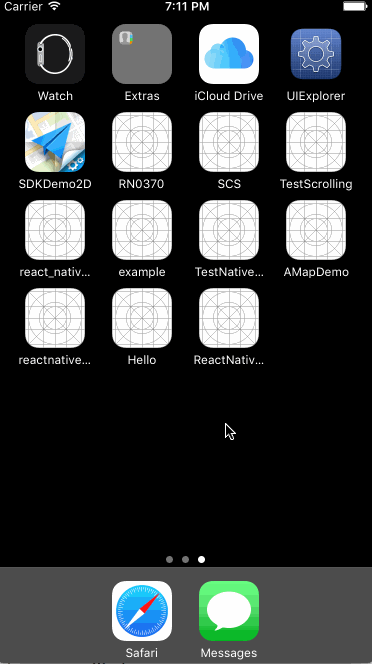 Carrier 7:11 PM
Watch Extras iCloud Drive UIExplorer
SDKDemo2D RN0370 SCS TestScrolling
react_nativ... example TestNative... AMapDemo
reactnative... Hello ReactNativ...
Safari Messages